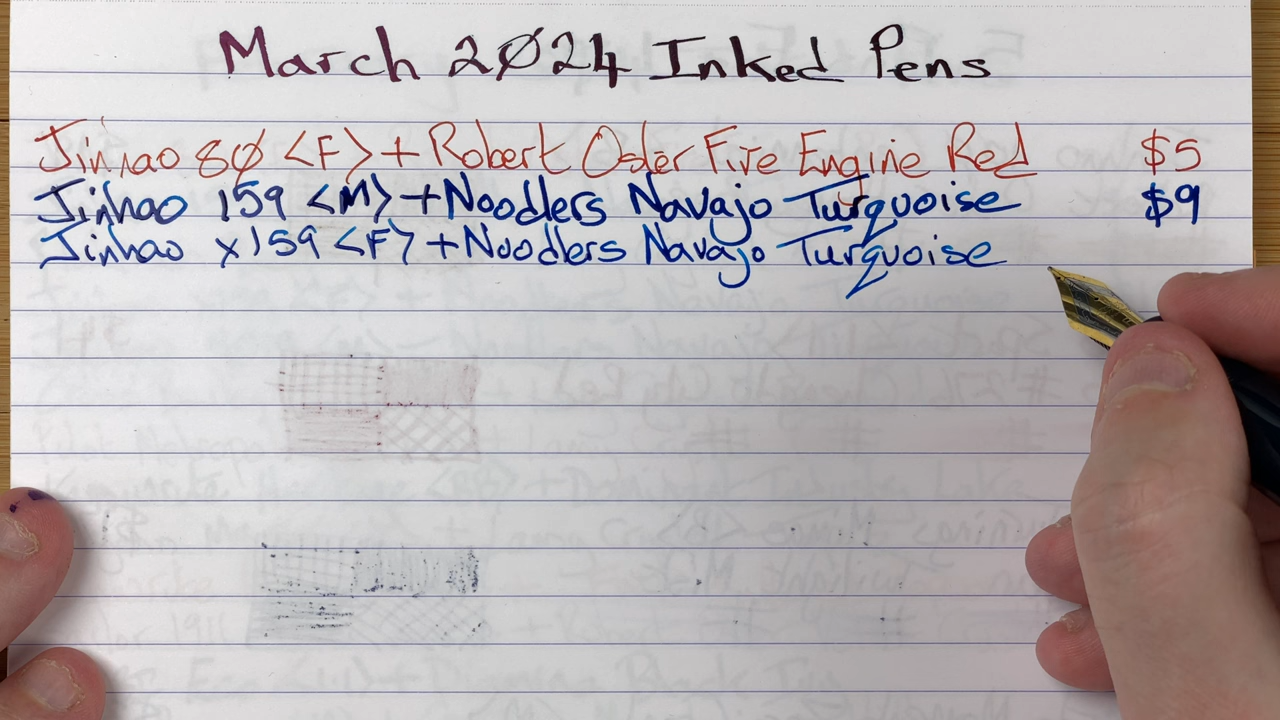 March 2024 Inked Pens
Jinhao 80 <F> + Robert Oster Fire Engine Red $5
Jinhao 159 <M> + Noodlers Navajo Turquoise $9
Jinhao x159 <F> + Noodlers Navajo Turquoise